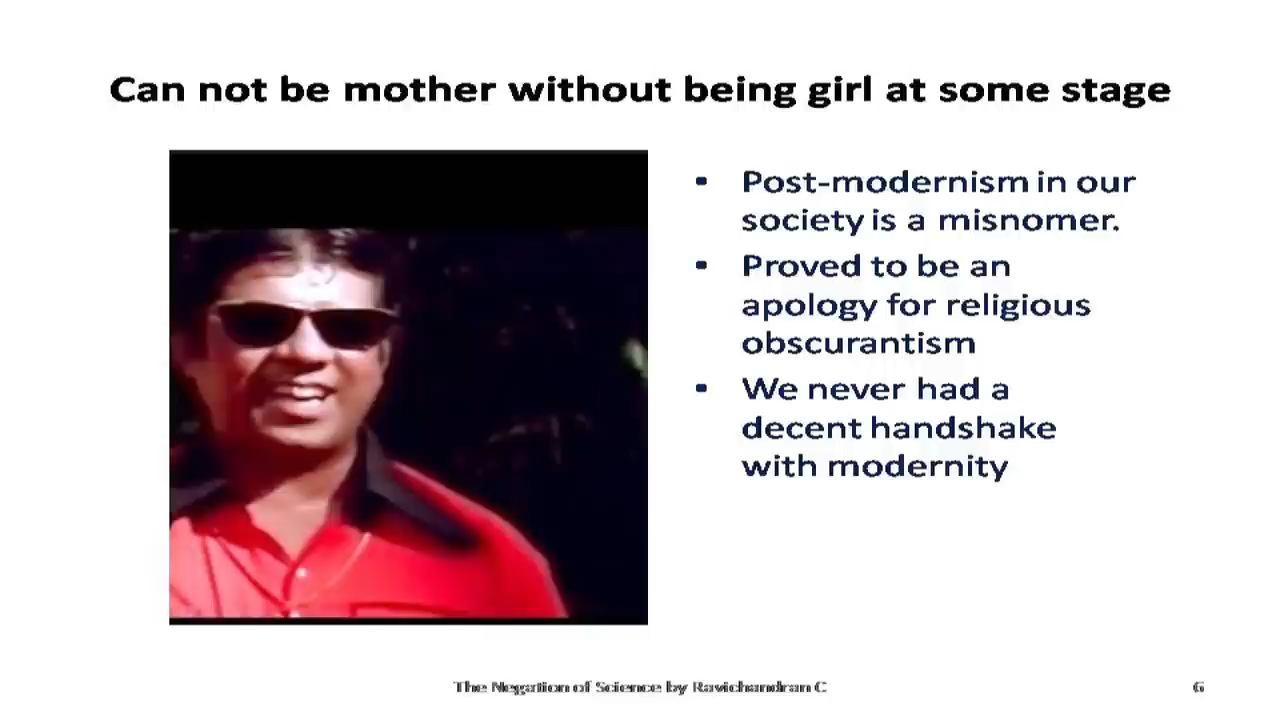 Can not be mother without being girl at some stage
• Post-modernism in our
society is a misnomer.
• Proved to be an
apology for religious
obscurantism
• We never had a
decent handshake
with modernity
The Negation of Science by Ravichandran C
6